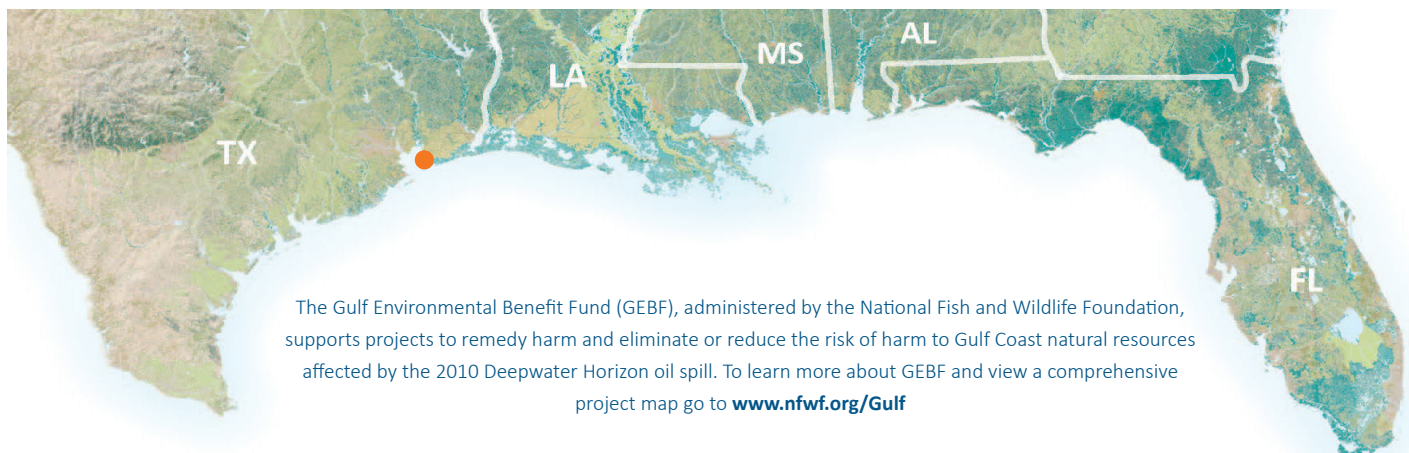 AL
MS
LA
TX
FL
The Gulf Environmental Benefit Fund (GEBF), administered by the National Fish and Wildlife Foundation,
supports projects to remedy harm and eliminate or reduce the risk of harm to Gulf Coast natural resources
affected by the 2010 Deepwater Horizon oil spill. To learn more about GEBF and view a comprehensive
project map go to www.nfwf.org/Gulf